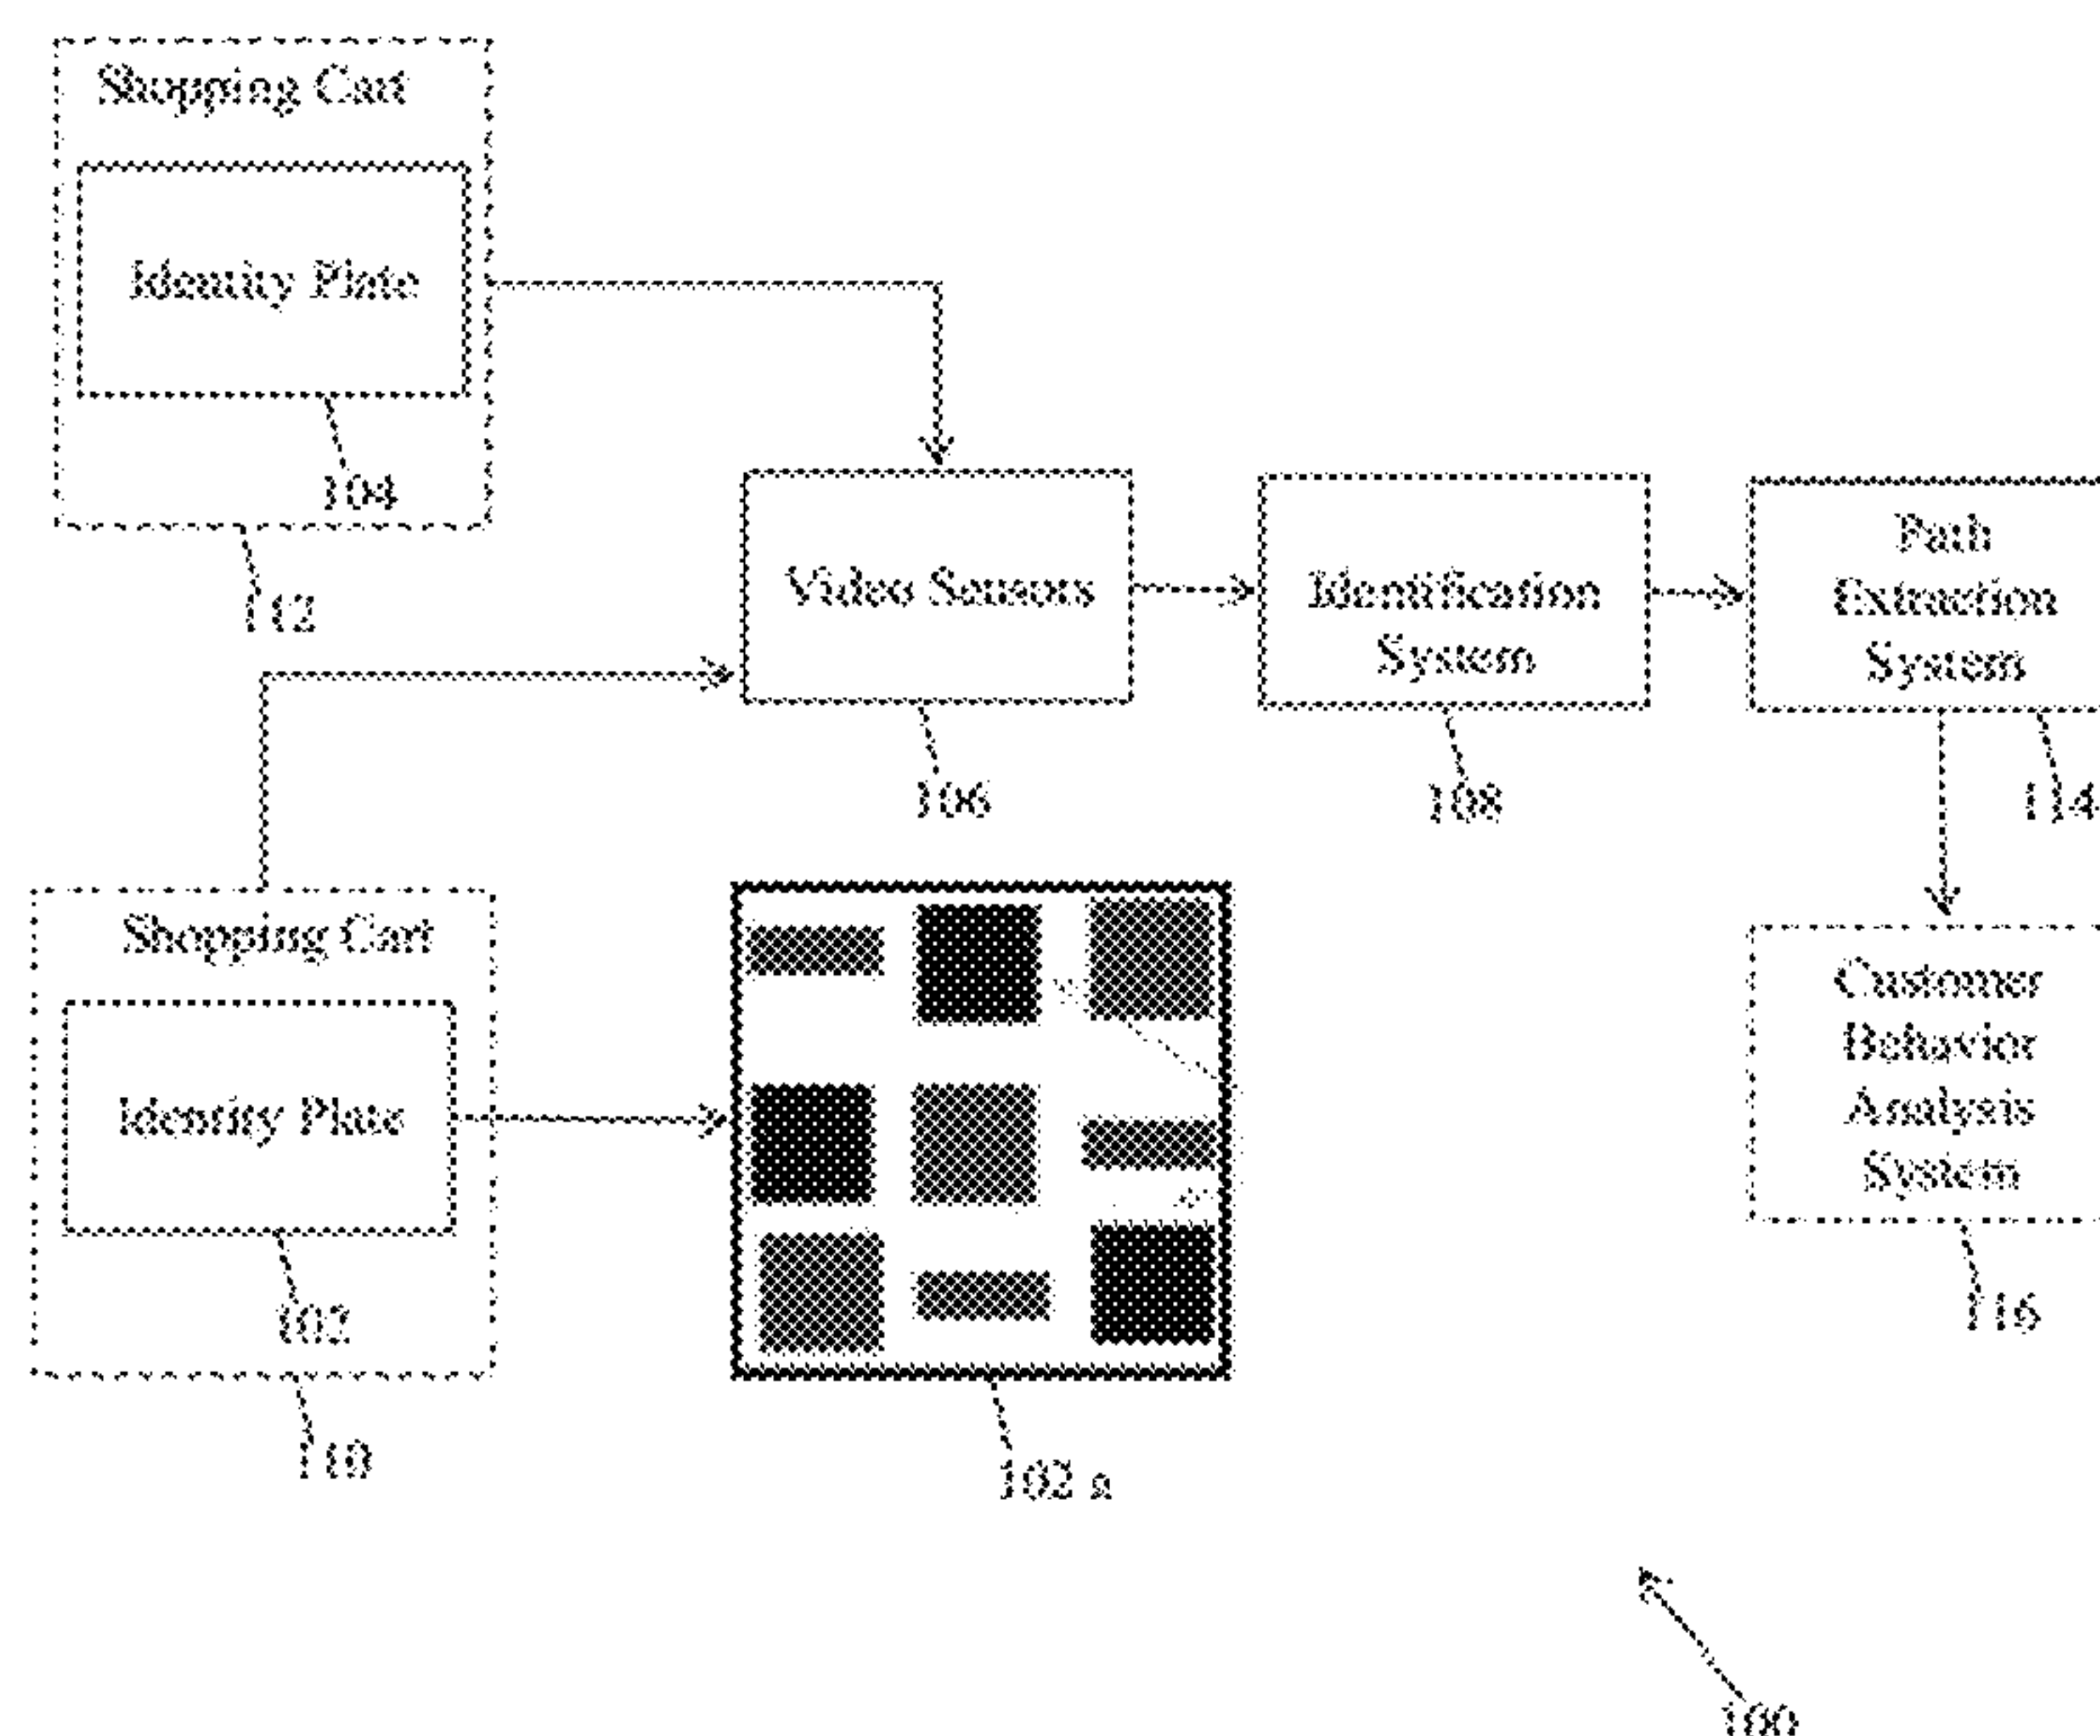 Shopping Cart
Identity Plate
104
112
Video Sensors
106
Identification
System
108
Path
Extraction
System
114
Shopping Cart
Identity Plate
102
110
102 a
Customer
Behavior
Analysis
System
116
100